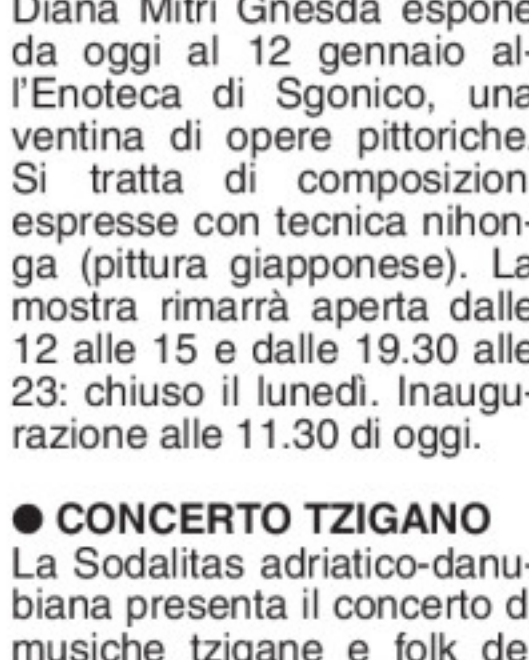 Diana Mitri Gnesda espone
da oggi al 12 gennaio al-
l'Enoteca di Sgonico, una
ventina di opere pittoriche.
Si tratta di composizion
espresse con tecnica nihon-
ga (pittura giapponese). La
mostra rimarrà aperta dalle
12 alle 15 e dalle 19.30 alle
23: chiuso il lunedì. Inaugu-
razione alle 11.30 di oggi.
● CONCERTO TZIGANO
La Sodalitas adriatico-danu-
biana presenta il concerto d
musiche tzigane e folk de